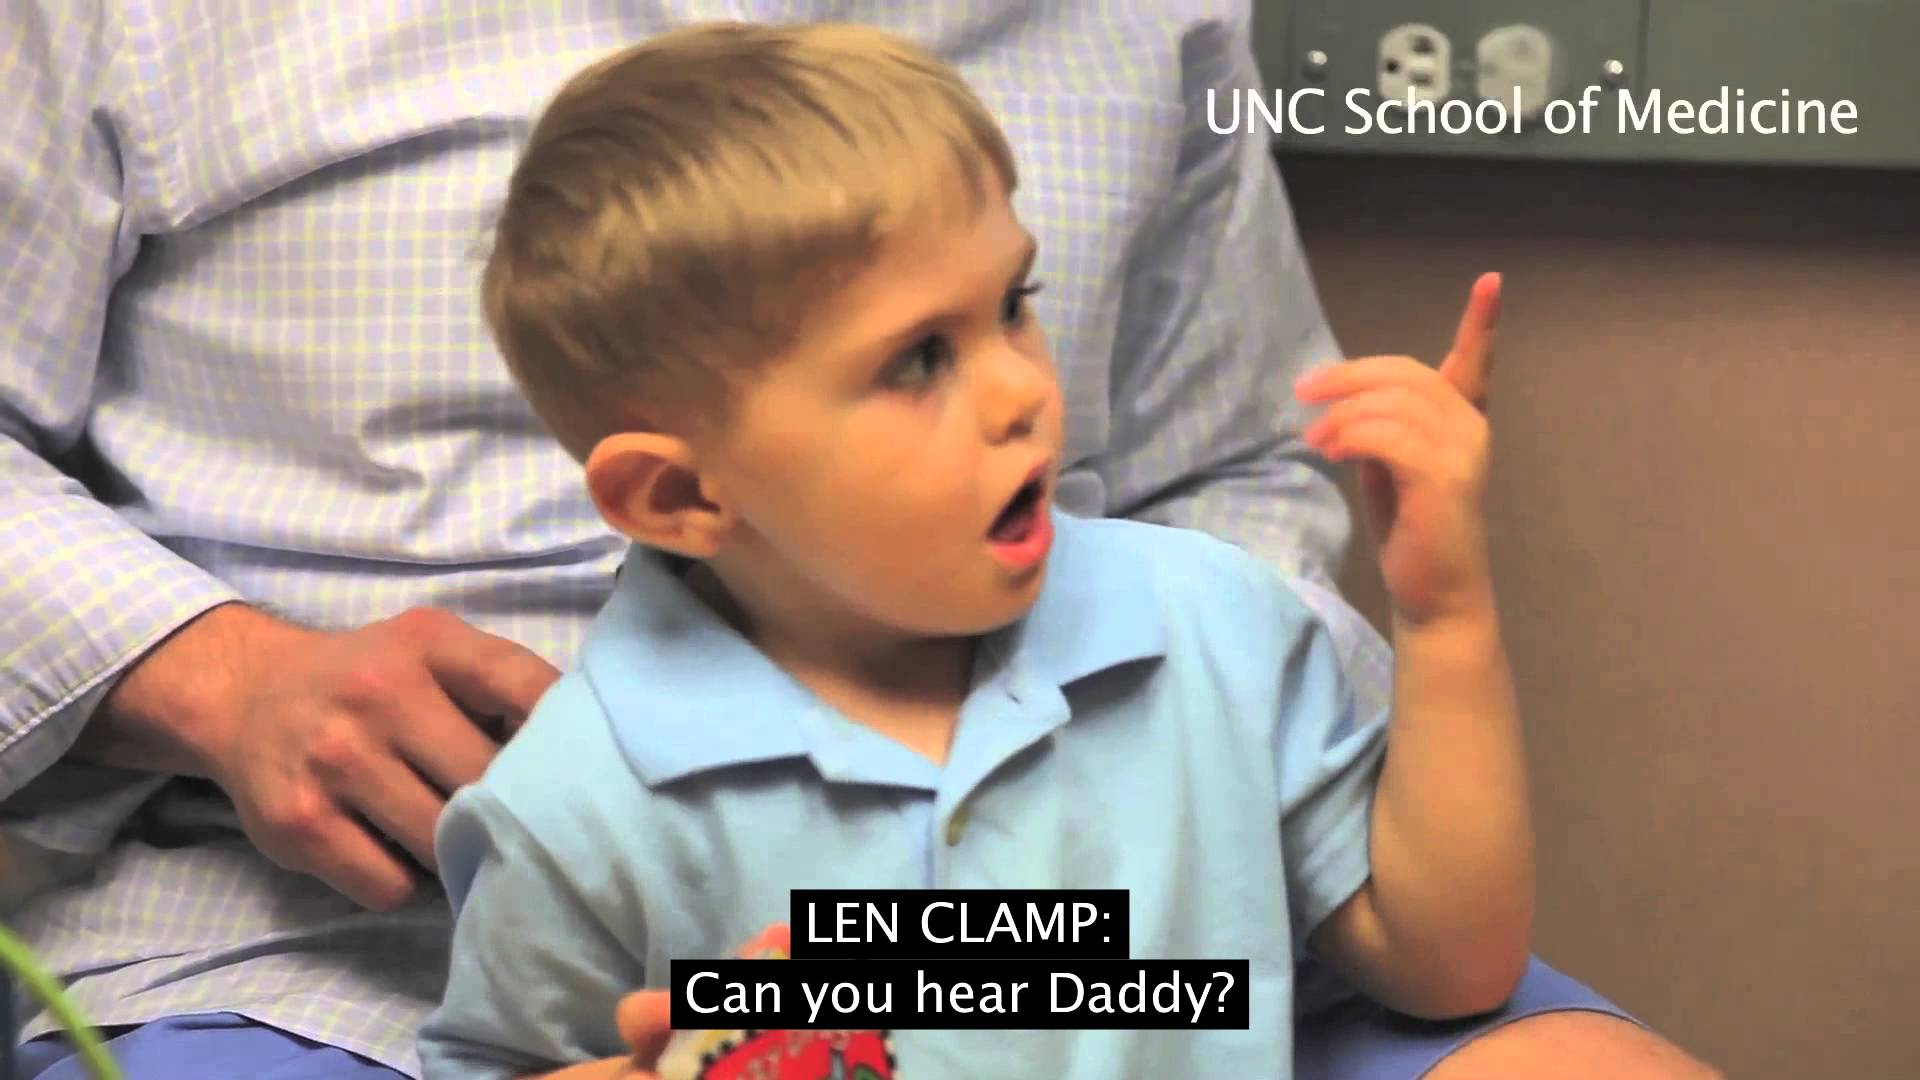 UNC School of Medicine
LEN CLAMP:
Can you hear Daddy?